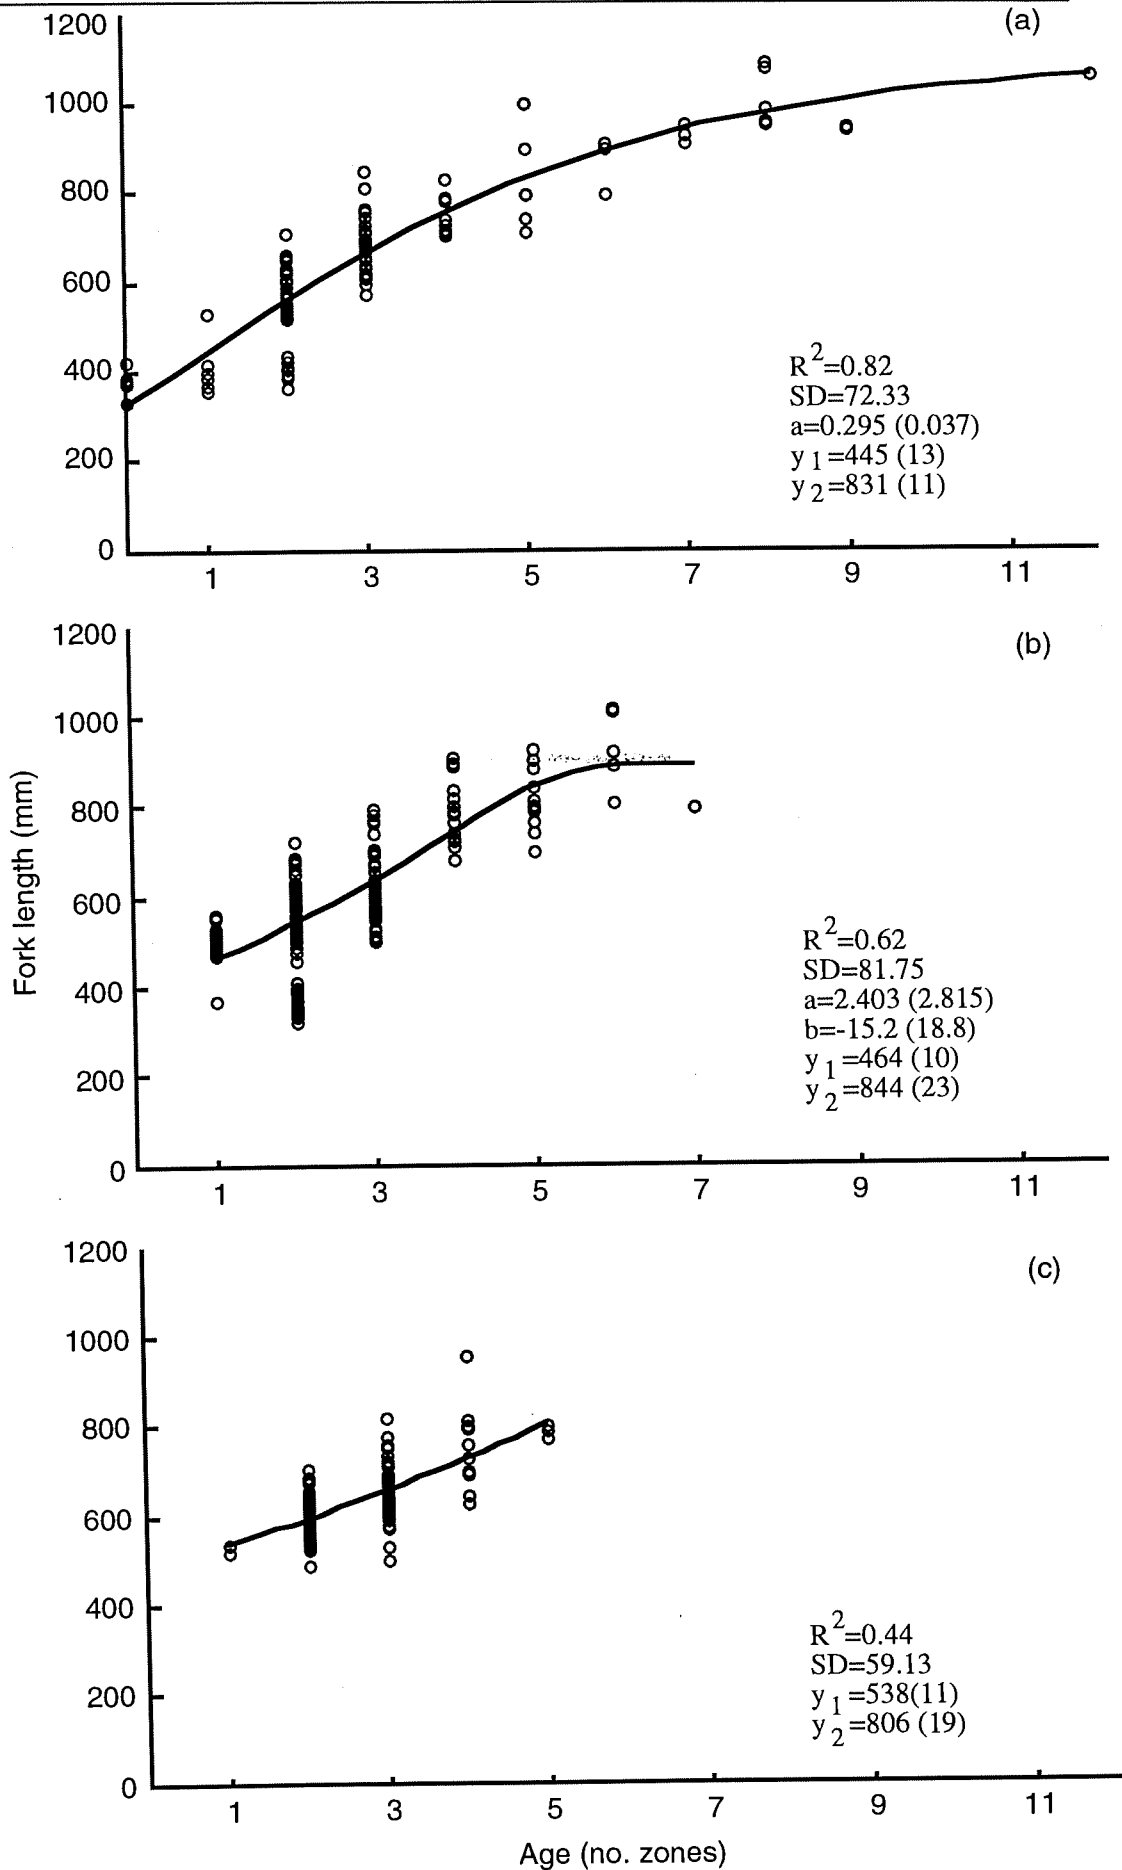 (a)
1200
1000
800
600
400
200
0
R2=0.82
SD=72.33
a=0.295 (0.037)
y1=445 (13)
y2=831 (11)
1 3 5 7 9 11
(b)
1200
1000
800
600
400
200
0
Fork length (mm)
R2=0.62
SD=81.75
a=2.403 (2.815)
b=-15.2 (18.8)
y1=464 (10)
y2=844 (23)
1 3 5 7 9 11
(c)
1200
1000
800
600
400
200
0
R2=0.44
SD=59.13
y1=538(11)
y2=806 (19)
1 3 5 7 9 11
Age (no. zones)